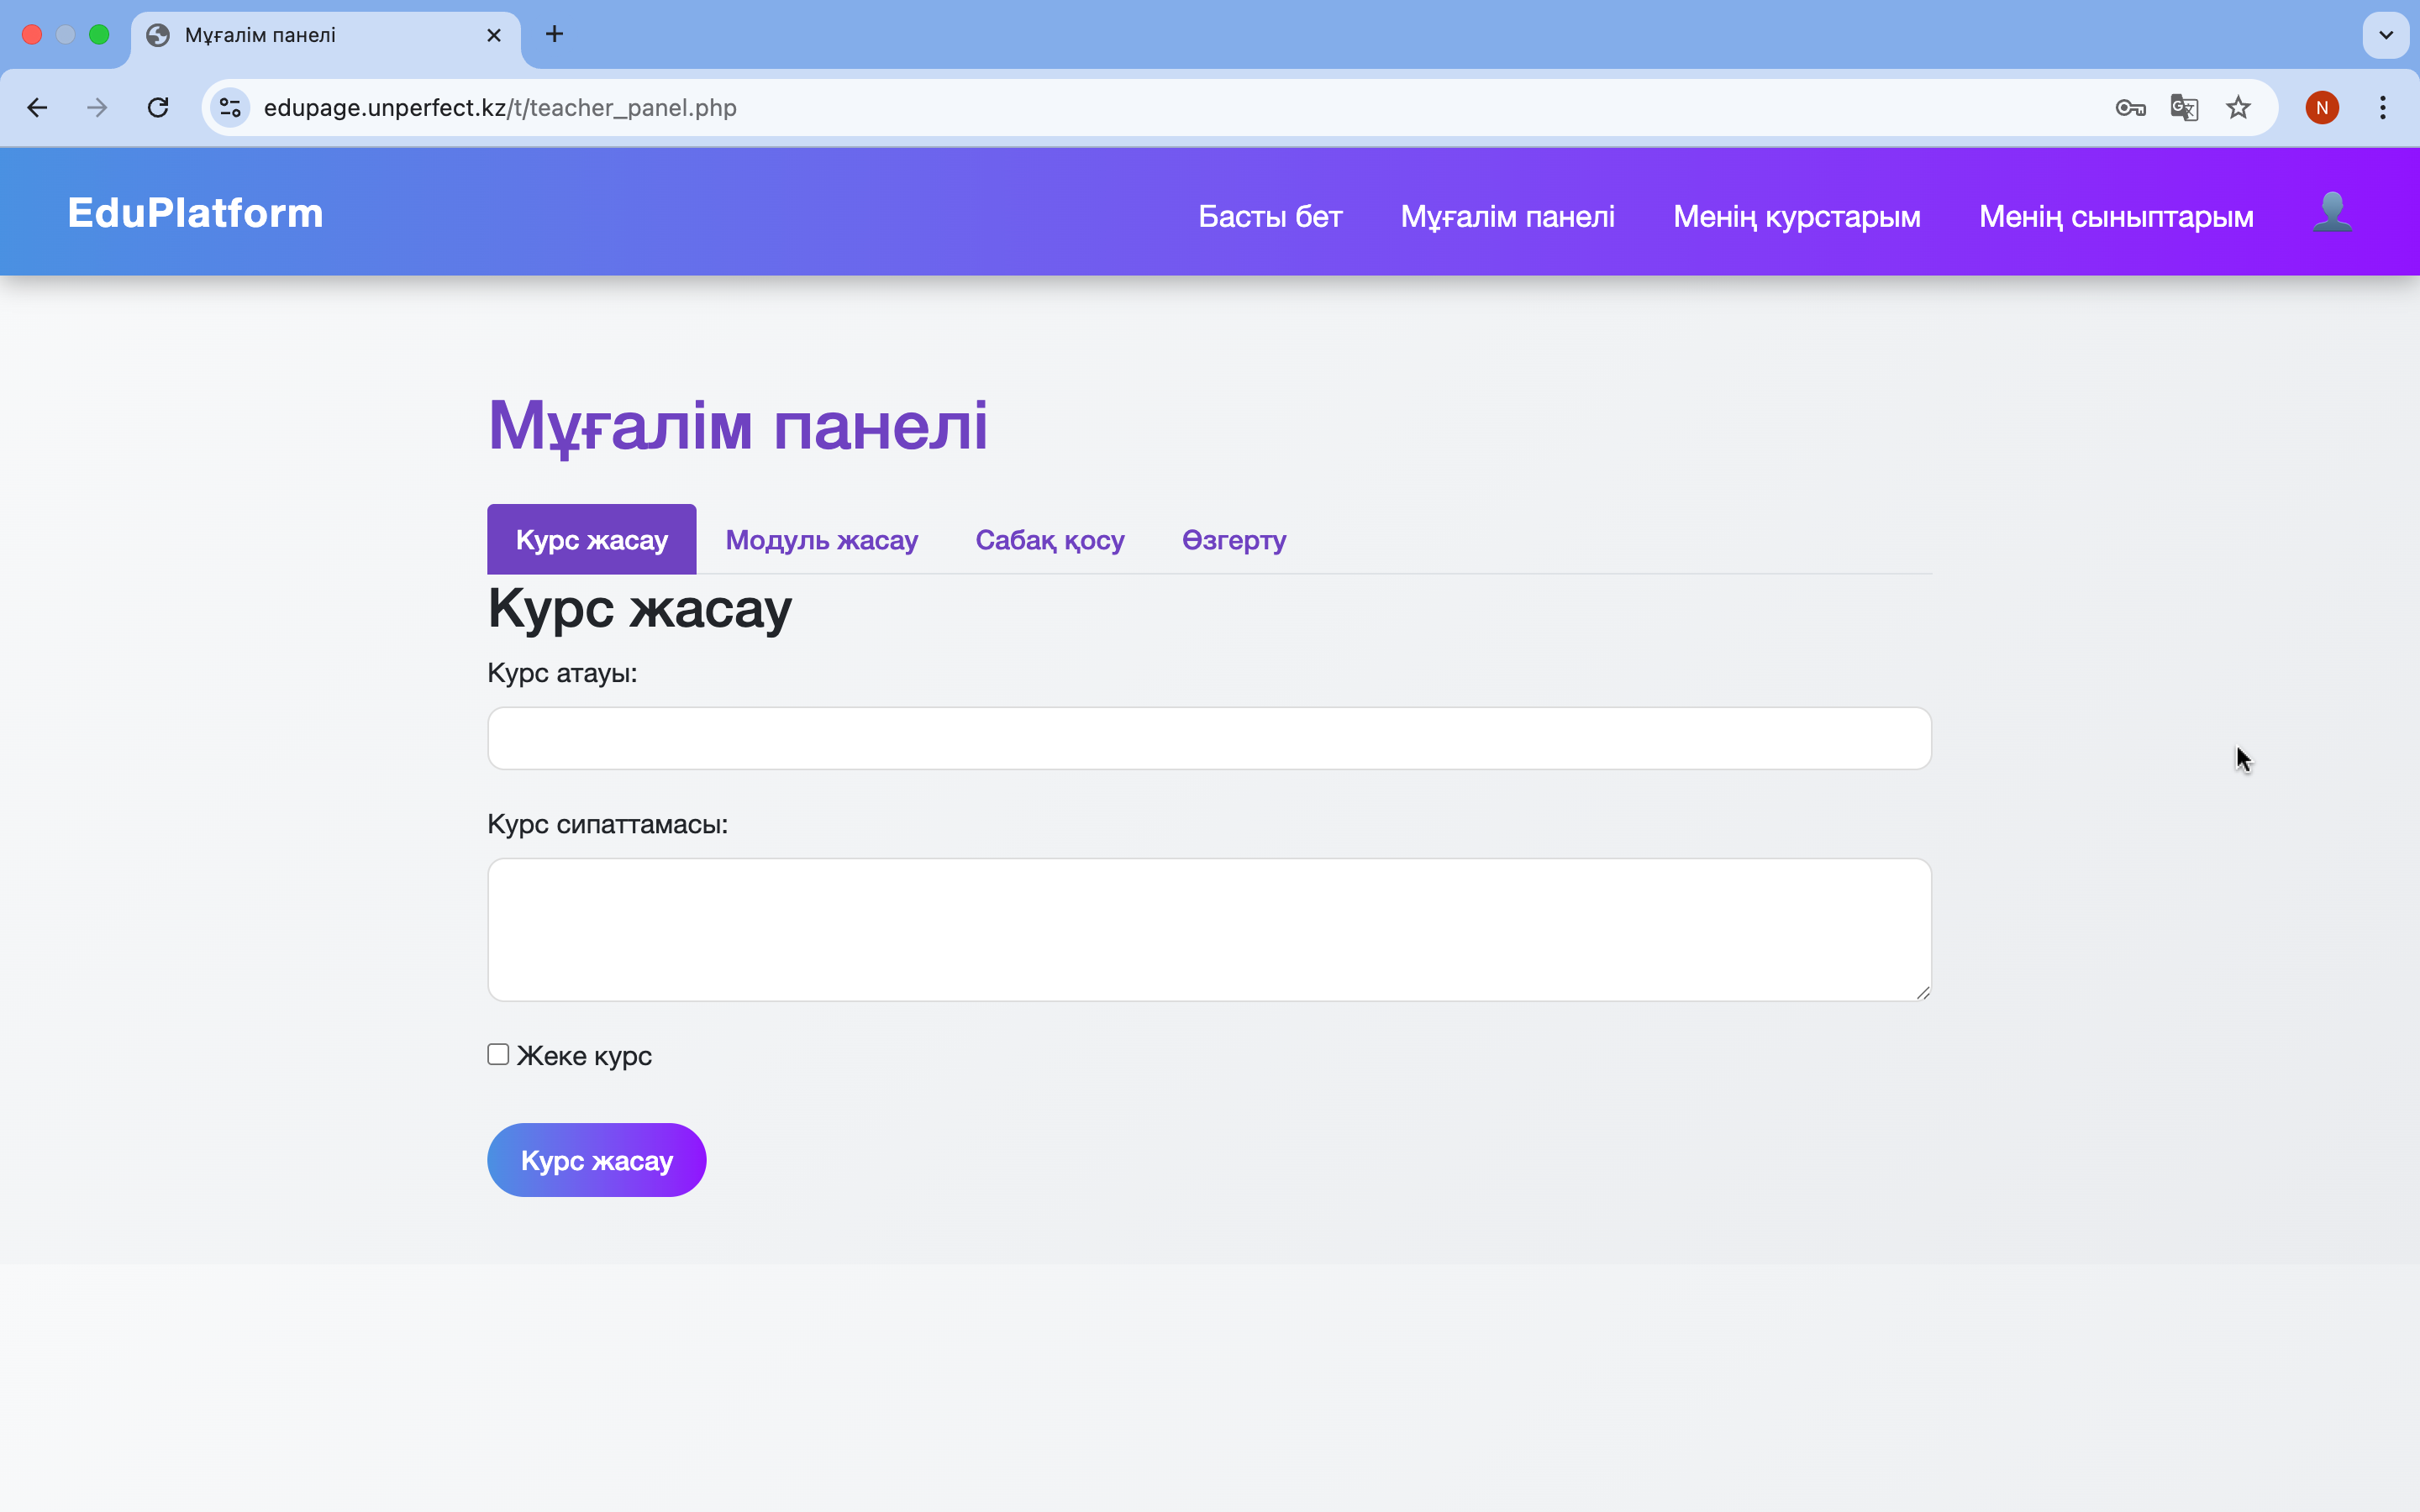 Мұғалім панелі
edupage.unperfect.kz/t/teacher_panel.php
N
EduPlatform
Басты бет Мұғалім панелі Менің курстарым Менің сыныптарым
Мұғалім панелі
Курс жасау Модуль жасау Сабақ қосу Өзгерту
Курс жасау
Курс атауы:
Курс сипаттамасы:
Жеке курс
Курс жасау